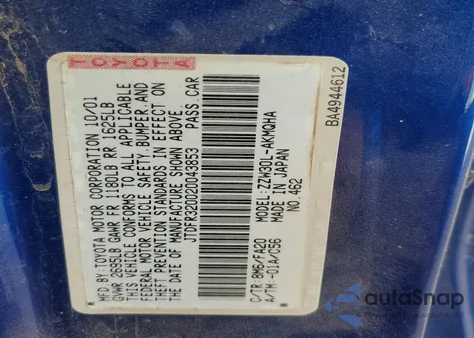 TOYOTA
MFD. BY: TOYOTA MOTOR CORPORATION 10/01
GVWR 2695LB GAWR FR 1180LB RR 1625LB
THIS VEHICLE CONFORMS TO ALL APPLICABLE
FEDERAL MOTOR VEHICLE SAFETY, BUMPER, AND
THEFT PREVENTION STANDARDS IN EFFECT ON
THE DATE OF MANUFACTURE SHOWN ABOVE.
JTDFR320020043853 PASS. CAR
C/TR: 8M6/FA20 MODEL: ZZW30L-AKMQHA
A/TM: -01A/C56 MADE IN JAPAN
NO. 462
BA4944612
autoSnap